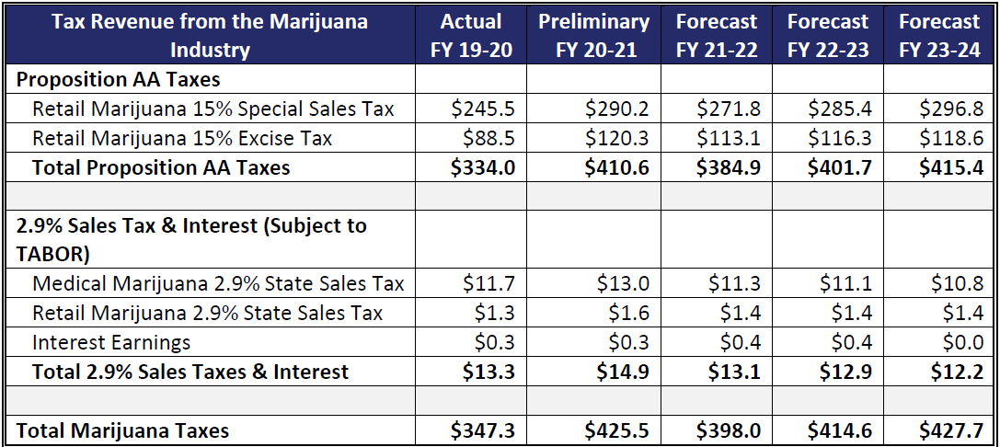 Tax Revenue from the Marijuana Industry Actual FY 19-20 Preliminary FY 20-21 Forecast FY 21-22 Forecast FY 22-23 Forecast FY 23-24
Proposition AA Taxes
Retail Marijuana 15% Special Sales Tax $245.5 $290.2 $271.8 $285.4 $296.8
Retail Marijuana 15% Excise Tax $88.5 $120.3 $113.1 $116.3 $118.6
Total Proposition AA Taxes $334.0 $410.6 $384.9 $401.7 $415.4
2.9% Sales Tax & Interest (Subject to
TABOR)
Medical Marijuana 2.9% State Sales Tax $11.7 $13.0 $11.3 $11.1 $10.8
Retail Marijuana 2.9% State Sales Tax $1.3 $1.6 $1.4 $1.4 $1.4
Interest Earnings $0.3 $0.3 $0.4 $0.4 $0.0
Total 2.9% Sales Taxes & Interest $13.3 $14.9 $13.1 $12.9 $12.2
Total Marijuana Taxes $347.3 $425.5 $398.0 $414.6 $427.7